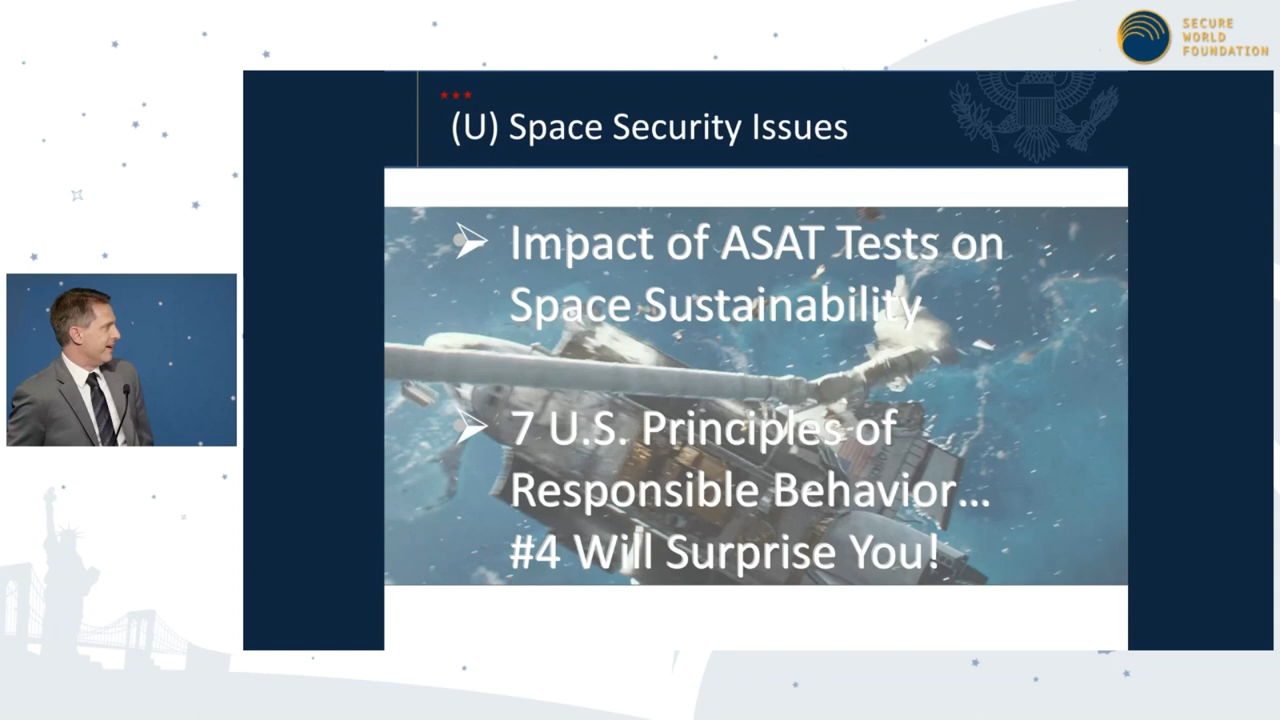 SECURE
WORLD
FOUNDATION
(U) Space Security Issues
Impact of ASAT Tests on
Space Sustainability
7 U.S. Principles of
Responsible Behavior…
#4 Will Surprise You!